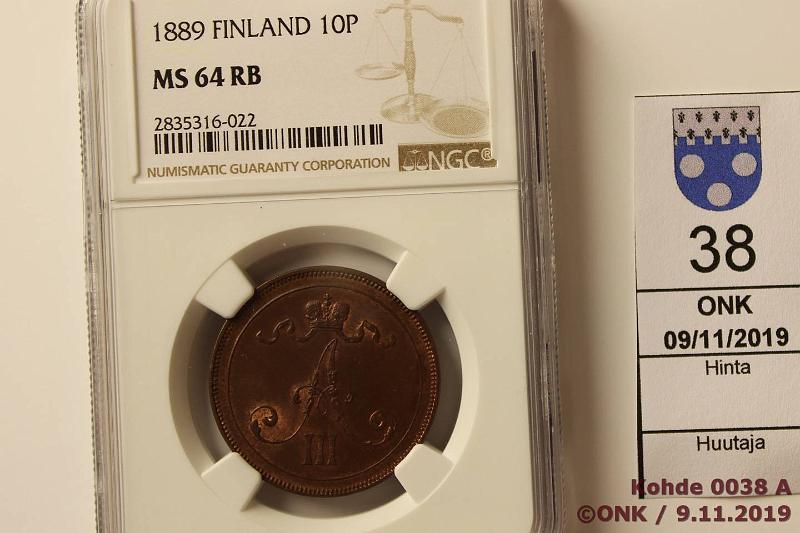 1889 FINLAND 10P
MS 64 RB
2835316-022
NUMISMATIC GUARANTY CORPORATION NGC®
A
III
38
ONK
09/11/2019
Hinta
Huutaja
Kohde 0038 A
©ONK / 9.11.2019